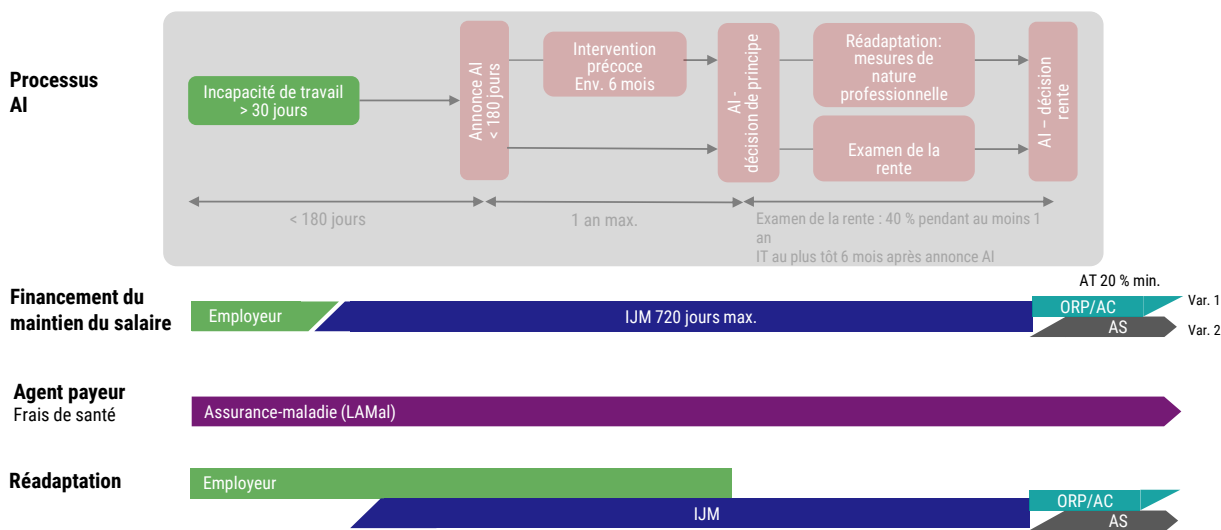 Processus
AI
Incapacité de travail
> 30 jours
Annonce AI
< 180 jours
Intervention
précoce
Env. 6 mois
AI -
décision de principe
Réadaptation:
mesures de
nature
professionnelle
Examen de la
rente
AI – décision
rente
< 180 jours
1 an max.
Examen de la rente : 40 % pendant au moins 1
an
IT au plus tôt 6 mois après annonce AI
Financement du
maintien du salaire
Employeur
IJM 720 jours max.
AT 20 % min.
ORP/AC
Var. 1
AS
Var. 2
Agent payeur
Frais de santé
Assurance-maladie (LAMal)
Réadaptation
Employeur
IJM
ORP/AC
AS